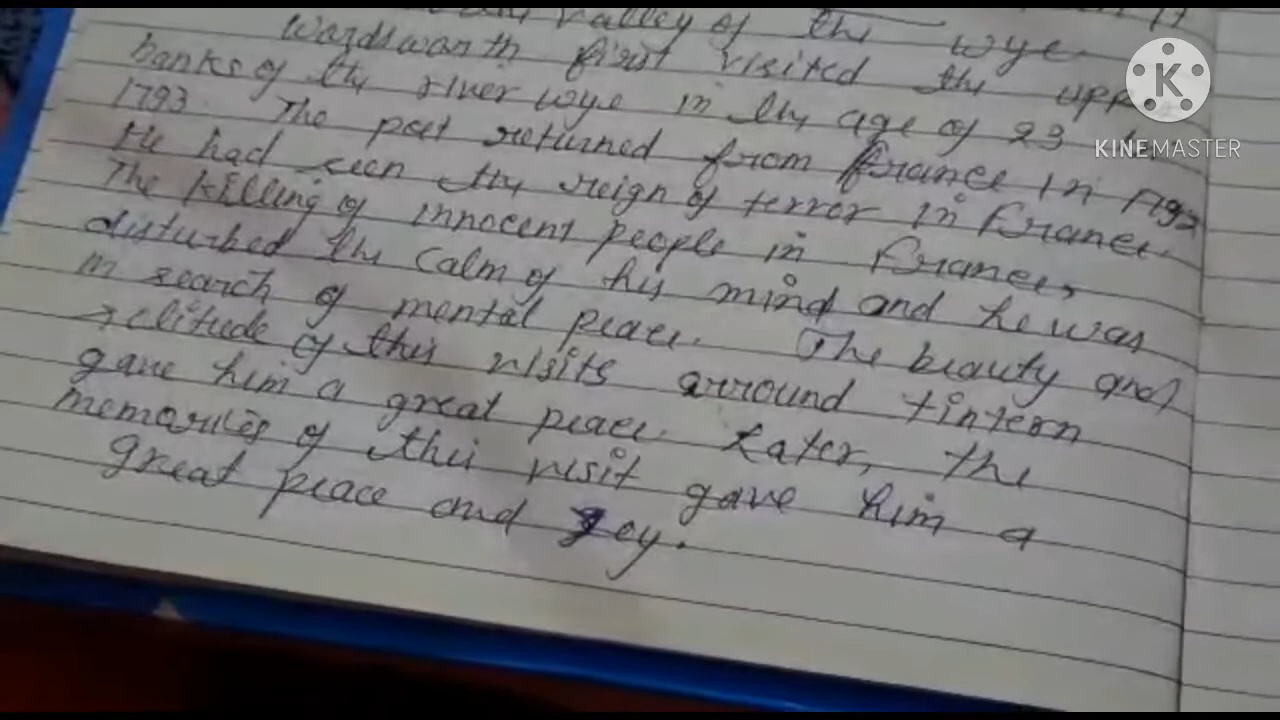 valley of the wye
Wordswarth first visited the upp
banks of the river wye in the age of 23
1793. The poet returned from france in 1792
He had seen the reign of terror in france.
The killing of innocent people in france,
disturbed the calm of his mind and he was
in search of mental peace. The beauty and
solitude of this visits arround tintern
gave him a great peace. Later, the
memories of this visit gave him a
great peace and joy.
K
KINEMASTER